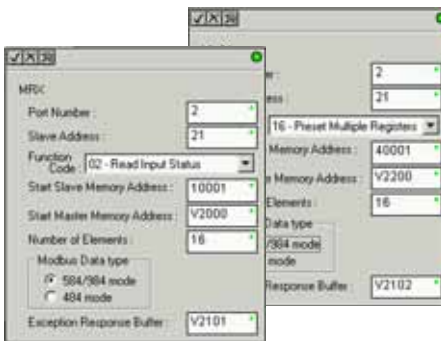 MRX
Port Number : 2
Slave Address : 21
Function Code : 02 - Read Input Status
Start Slave Memory Address : 10001
Start Master Memory Address : V2000
Number of Elements : 16
Modbus Data type
584/984 mode
484 mode
Exception Response Buffer : V2101
er : 2
ess : 21
16 - Preset Multiple Registers
Memory Address : 40001
r Memory Address : V2200
Elements : 16
Data type
/984 mode
mode
Response Buffer : V2102